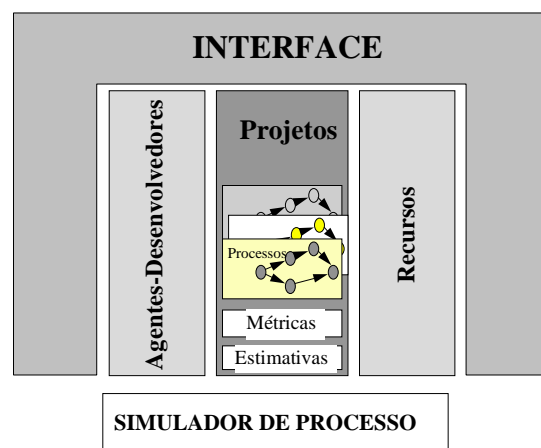 INTERFACE
Agentes-Desenvolvedores
Projetos
Processos
Métricas
Estimativas
Recursos
SIMULADOR DE PROCESSO